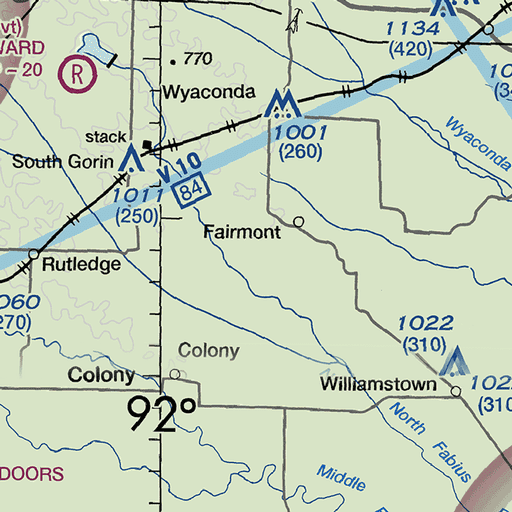 vt)
WARD
- 20
R
770
1134
(420)
Wyaconda
stack
South Gorin
1001
(260)
Wyaconda
V 10
84
1011
(250)
Fairmont
Rutledge
060
270)
1022
(310)
Colony
Colony
Williamstown
102
(310
92°
North Fabius
DOORS
Middle